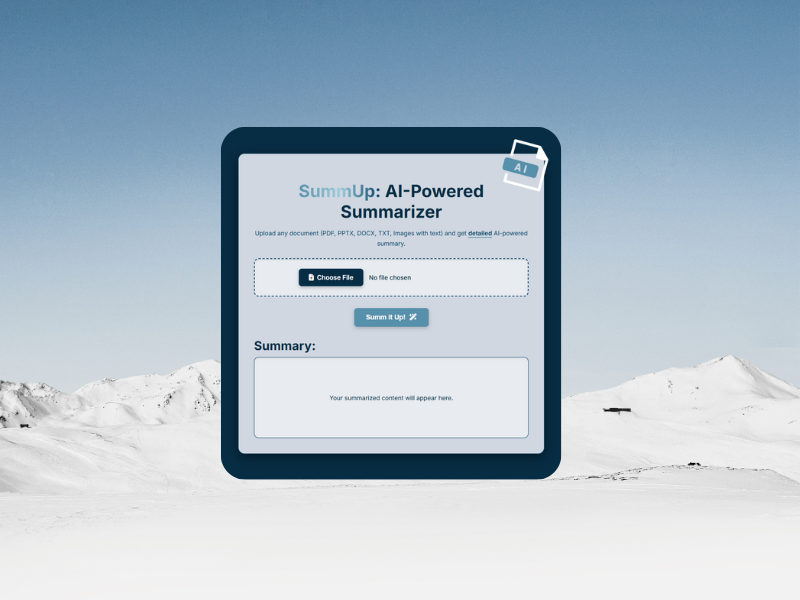 AI
SummUp: AI-Powered
Summarizer
Upload any document (PDF, PPTX, DOCX, TXT, Images with text) and get detailed AI-powered
summary.
Choose File No file chosen
Summ It Up!
Summary:
Your summarized content will appear here.